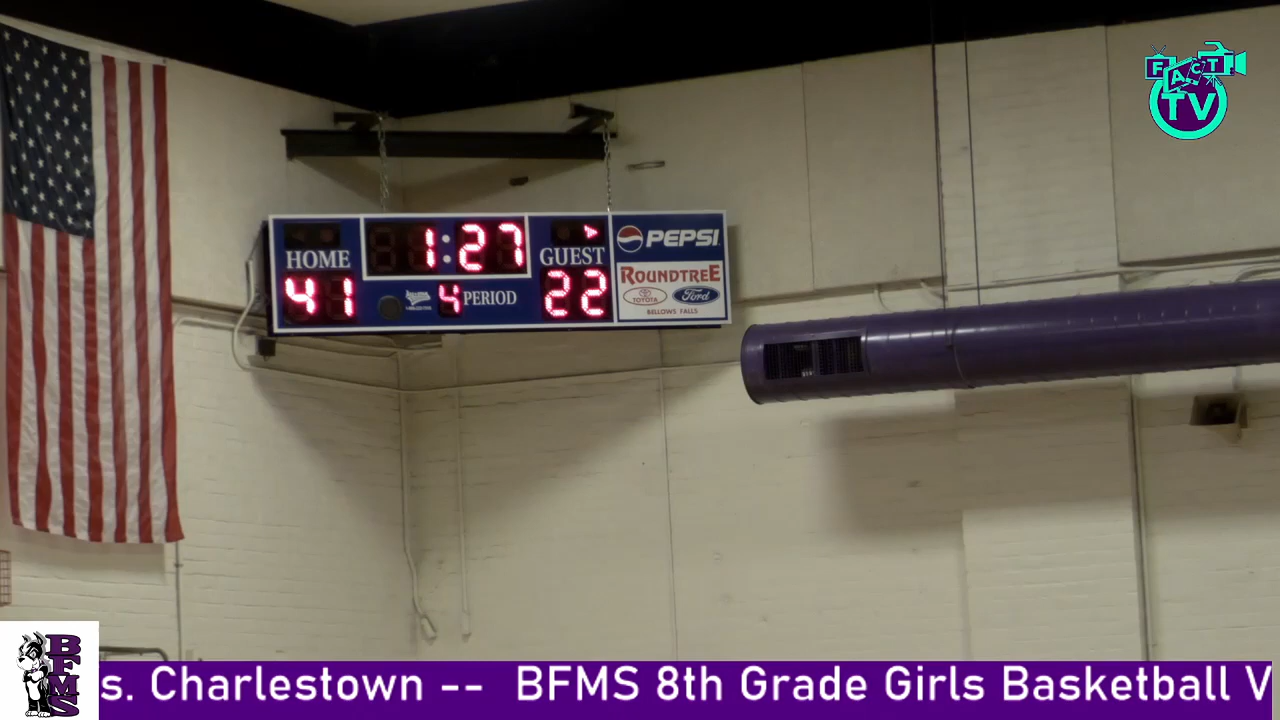 FACT
TV
1:27
HOME
GUEST
41
4 PERIOD
22
PEPSI
ROUNDTREE
TOYOTA
Ford
BELLOWS FALLS
BFMS
s. Charlestown -- BFMS 8th Grade Girls Basketball V